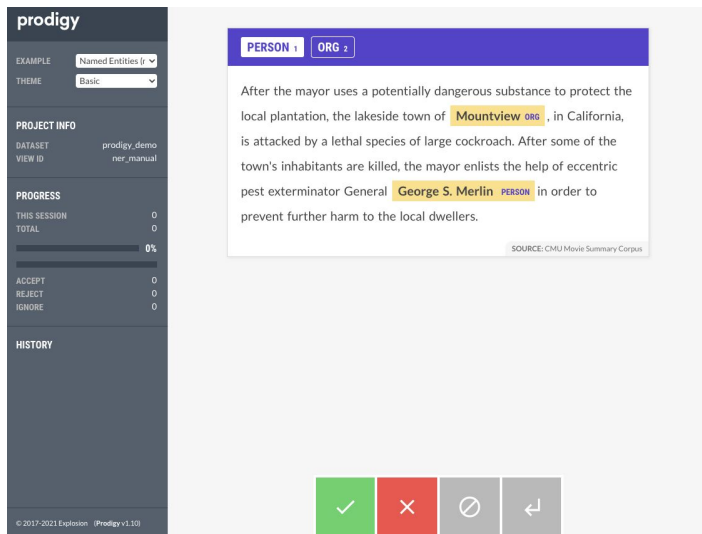 prodigy
EXAMPLE Named Entities (r
THEME Basic
PROJECT INFO
DATASET prodigy_demo
VIEW ID ner_manual
PROGRESS
THIS SESSION 0
TOTAL 0
0%
ACCEPT 0
REJECT 0
IGNORE 0
HISTORY
© 2017-2021 Explosion (Prodigy v1.10)
PERSON 1 ORG 2
After the mayor uses a potentially dangerous substance to protect the
local plantation, the lakeside town of Mountview ORG , in California,
is attacked by a lethal species of large cockroach. After some of the
town's inhabitants are killed, the mayor enlists the help of eccentric
pest exterminator General George S. Merlin PERSON in order to
prevent further harm to the local dwellers.
SOURCE: CMU Movie Summary Corpus